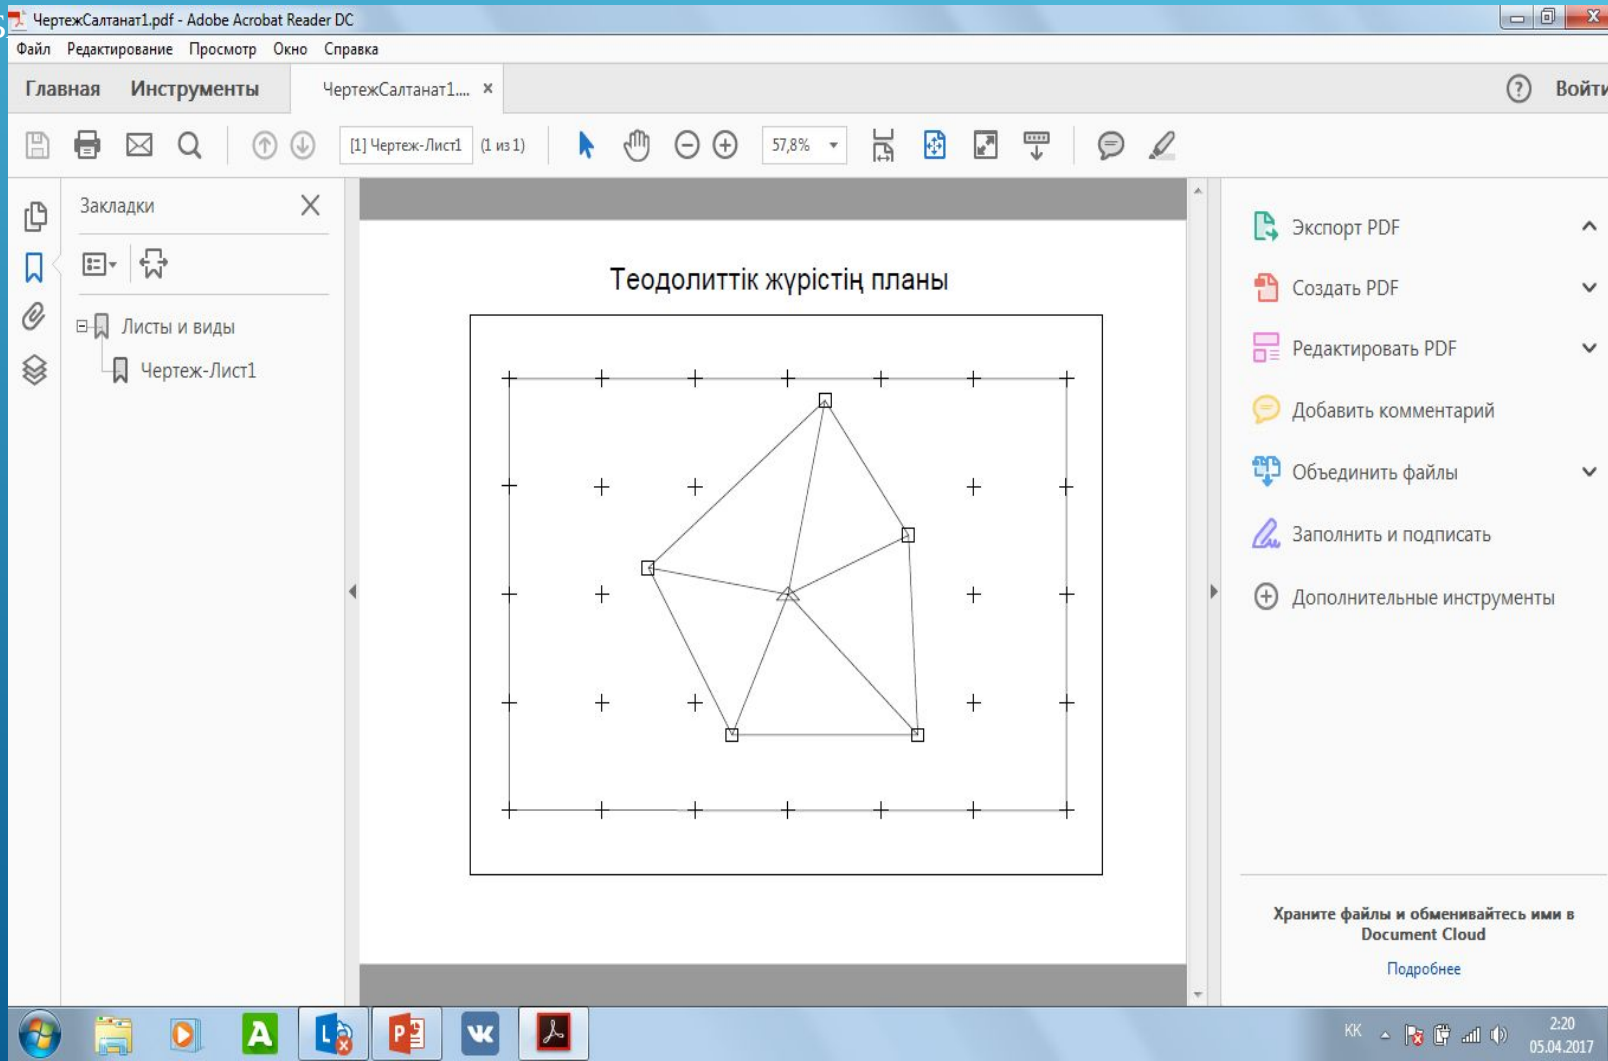 ЧертежСалтанат1.pdf - Adobe Acrobat Reader DC
Файл Редактирование Просмотр Окно Справка
Главная Инструменты ЧертежСалтанат1.... × Войти
[1] Чертеж-Лист1 (1 из 1) 57,8%
Закладки
Листы и виды
Чертеж-Лист1
Теодолиттік жүрістің планы
Экспорт PDF
Создать PDF
Редактировать PDF
Добавить комментарий
Объединить файлы
Заполнить и подписать
Дополнительные инструменты
Храните файлы и обменивайтесь ими в
Document Cloud
Подробнее
KK 2:20
05.04.2017